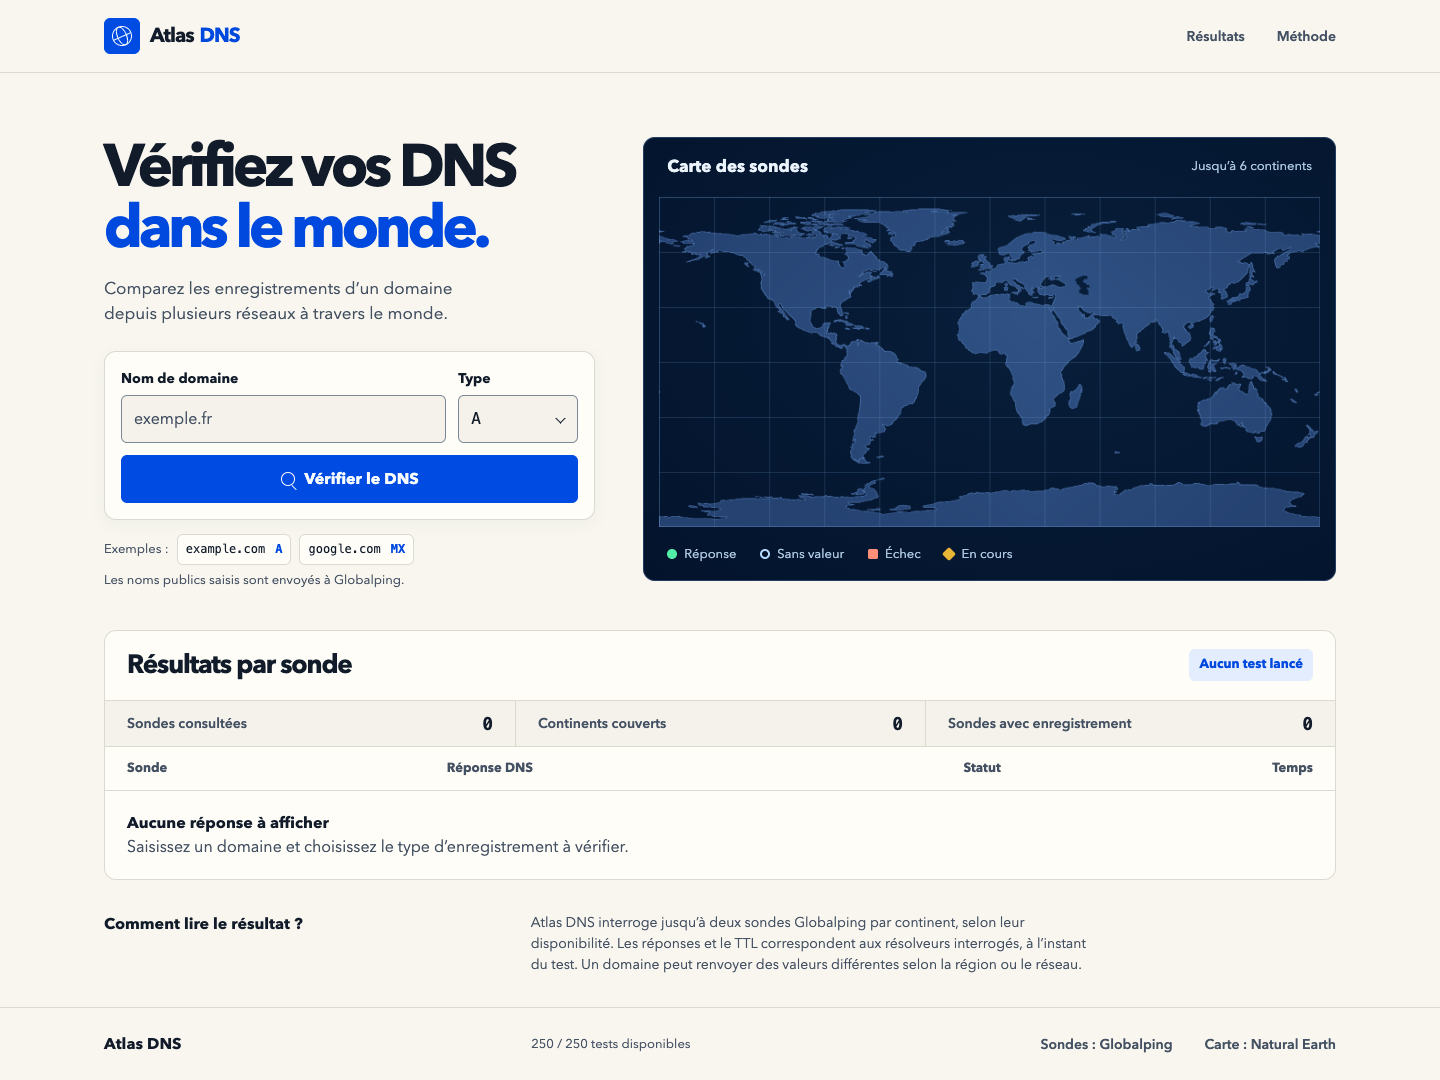 Atlas DNS
Résultats
Méthode
Vérifiez vos DNS
dans le monde.
Comparez les enregistrements d’un domaine
depuis plusieurs réseaux à travers le monde.
Nom de domaine
Type
exemple.fr
A
Vérifier le DNS
Exemples :
example.com A
google.com MX
Les noms publics saisis sont envoyés à Globalping.
Carte des sondes
Jusqu’à 6 continents
Réponse
Sans valeur
Échec
En cours
Résultats par sonde
Aucun test lancé
Sondes consultées 0
Continents couverts 0
Sondes avec enregistrement 0
Sonde
Réponse DNS
Statut
Temps
Aucune réponse à afficher
Saisissez un domaine et choisissez le type d’enregistrement à vérifier.
Comment lire le résultat ?
Atlas DNS interroge jusqu’à deux sondes Globalping par continent, selon leur
disponibilité. Les réponses et le TTL correspondent aux résolveurs interrogés, à l’instant
du test. Un domaine peut renvoyer des valeurs différentes selon la région ou le réseau.
Atlas DNS
250 / 250 tests disponibles
Sondes : Globalping
Carte : Natural Earth